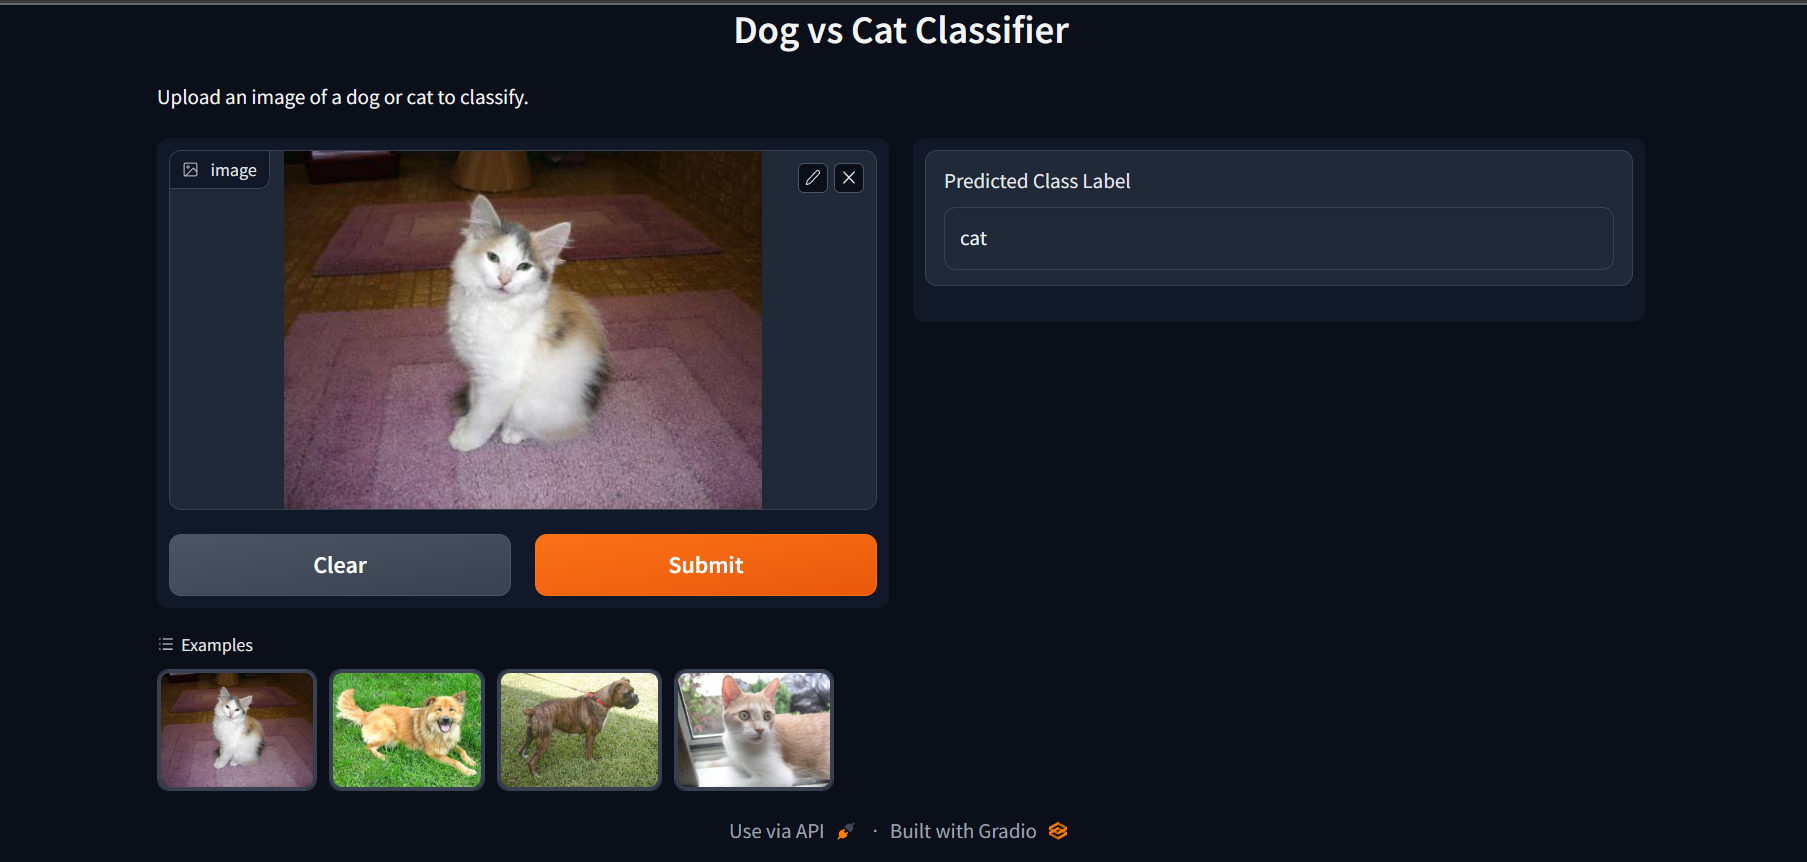 Dog vs Cat Classifier
Upload an image of a dog or cat to classify.
image
Predicted Class Label
cat
Clear
Submit
Examples
Use via API · Built with Gradio